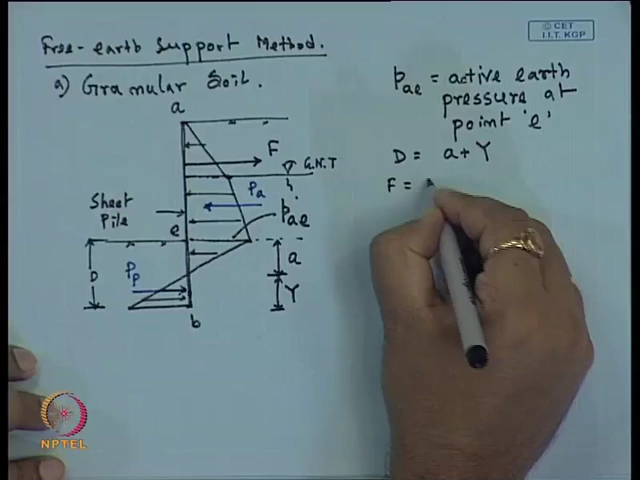 © CET
I.I.T. KGP
Free-earth Support Method.
a) Granular Soil.
a
F
G.W.T
Pa
Sheet
Pile
e
pae
D
Pp
a
Y
b
pae = active earth
pressure at
point 'e'
D = a + Y
F =
NPTEL